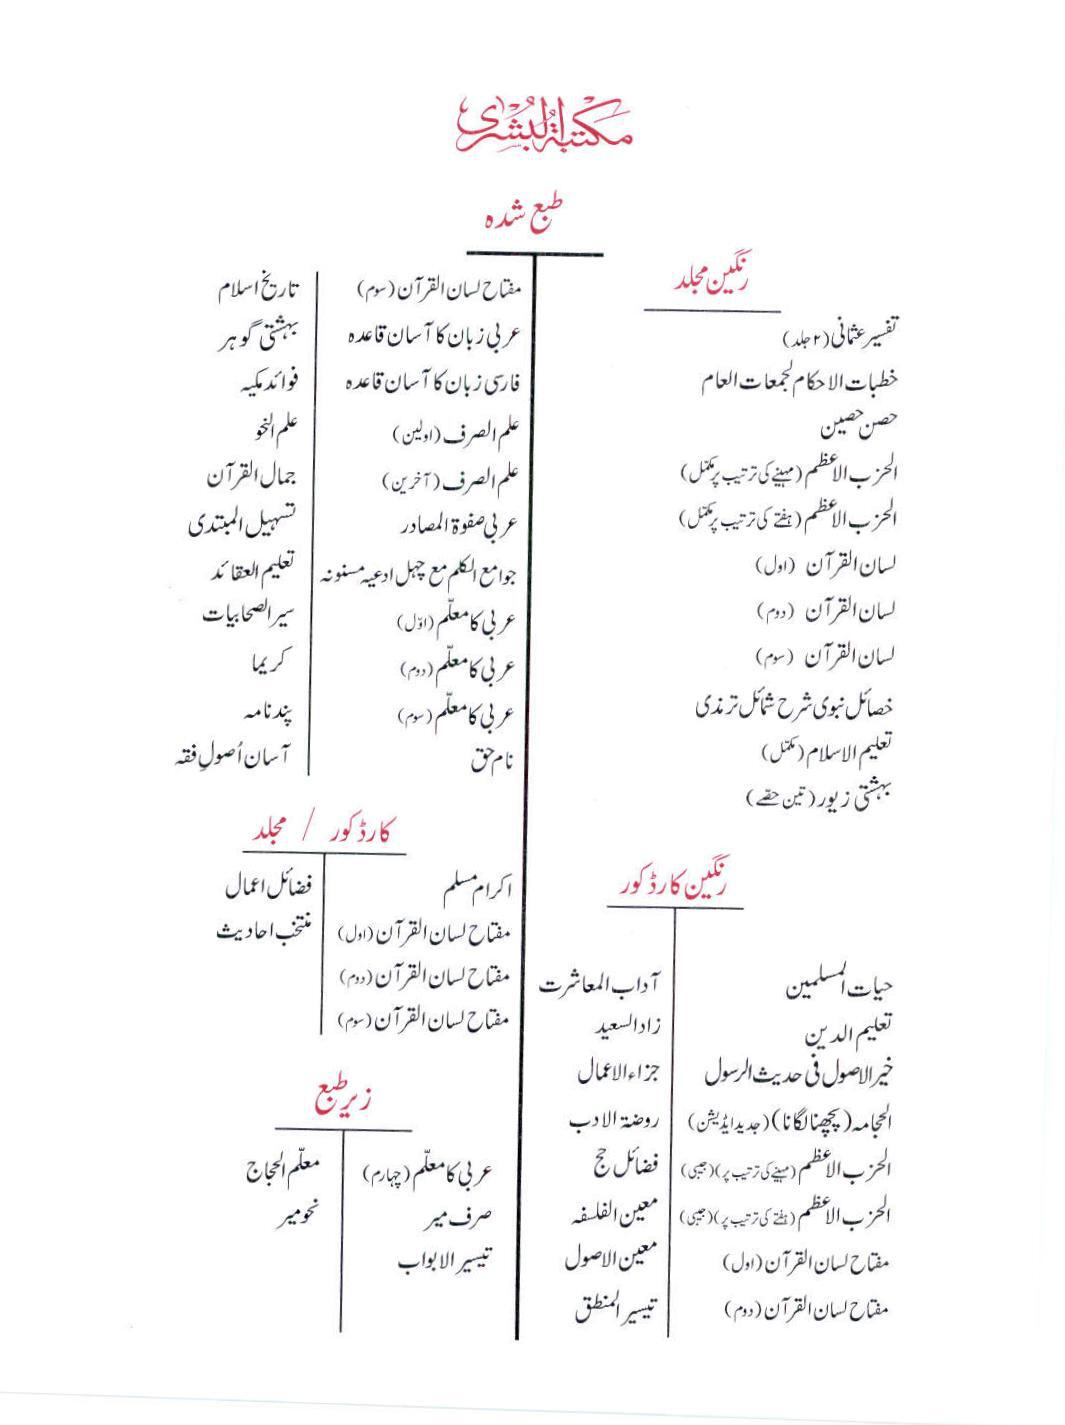 مکتبۃ البشریٰ
طبع شدہ
رنگین مجلد
تفسیر عثمانی (۲ جلد)
خطبات الاحکام لجمعات العام
حصن حصین
الحزب الاعظم (مہینے کی ترتیب پر مکمّل)
الحزب الاعظم (ہفتے کی ترتیب پر مکمّل)
لسان القرآن (اول)
لسان القرآن (دوم)
لسان القرآن (سوم)
خصائل نبوی شرح شمائل ترمذی
تعلیم الاسلام (مکمّل)
بہشتی زیور (تین حصّے)
رنگین کارڈ کور
حیات المسلمین
تعلیم الدین
خیر الاصول فی حدیث الرسول
الحجامہ (پچھنا لگانا) (جدید ایڈیشن)
الحزب الاعظم (مہینے کی ترتیب پر) (جیبی)
الحزب الاعظم (ہفتے کی ترتیب پر) (جیبی)
مفتاح لسان القرآن (اول)
مفتاح لسان القرآن (دوم)
آداب المعاشرت
زاد السعید
جزاء الاعمال
روضۃ الادب
فضائل حج
معین الفلسفہ
معین الاصول
تیسیر المنطق
مفتاح لسان القرآن (سوم)
عربی زبان کا آسان قاعدہ
فارسی زبان کا آسان قاعدہ
علم الصرف (اولین)
علم الصرف (آخرین)
عربی صفوۃ المصادر
جوامع الکلم مع چہل ادعیہ مسنونہ
عربی کا معلّم (اوّل)
عربی کا معلّم (دوم)
عربی کا معلّم (سوم)
نام حق
تاریخ اسلام
بہشتی گوہر
فوائد مکیہ
علم النحو
جمال القرآن
تسہیل المبتدی
تعلیم العقائد
سیر الصحابیات
کریما
پند نامہ
آسان اُصولِ فقہ
کارڈ کور / مجلد
اکرام مسلم
مفتاح لسان القرآن (اول)
مفتاح لسان القرآن (دوم)
مفتاح لسان القرآن (سوم)
فضائل اعمال
منتخب احادیث
زیر طبع
عربی کا معلّم (چہارم)
صرف میر
تیسیر الابواب
معلّم الحجاج
نحو میر